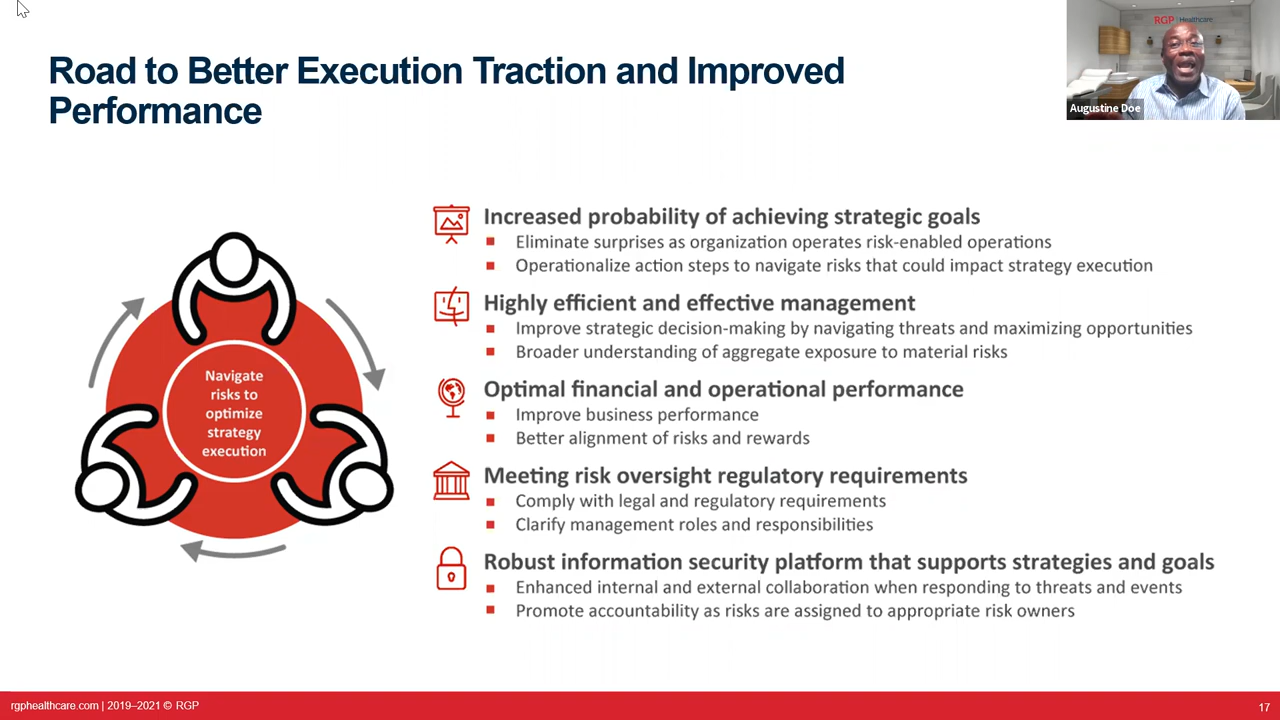 Road to Better Execution Traction and Improved
Performance
RGP | Healthcare
Augustine Doe
Navigate
risks to
optimize
strategy
execution
Increased probability of achieving strategic goals
Eliminate surprises as organization operates risk-enabled operations
Operationalize action steps to navigate risks that could impact strategy execution
Highly efficient and effective management
Improve strategic decision-making by navigating threats and maximizing opportunities
Broader understanding of aggregate exposure to material risks
Optimal financial and operational performance
Improve business performance
Better alignment of risks and rewards
Meeting risk oversight regulatory requirements
Comply with legal and regulatory requirements
Clarify management roles and responsibilities
Robust information security platform that supports strategies and goals
Enhanced internal and external collaboration when responding to threats and events
Promote accountability as risks are assigned to appropriate risk owners
rgphealthcare.com | 2019–2021 © RGP
17